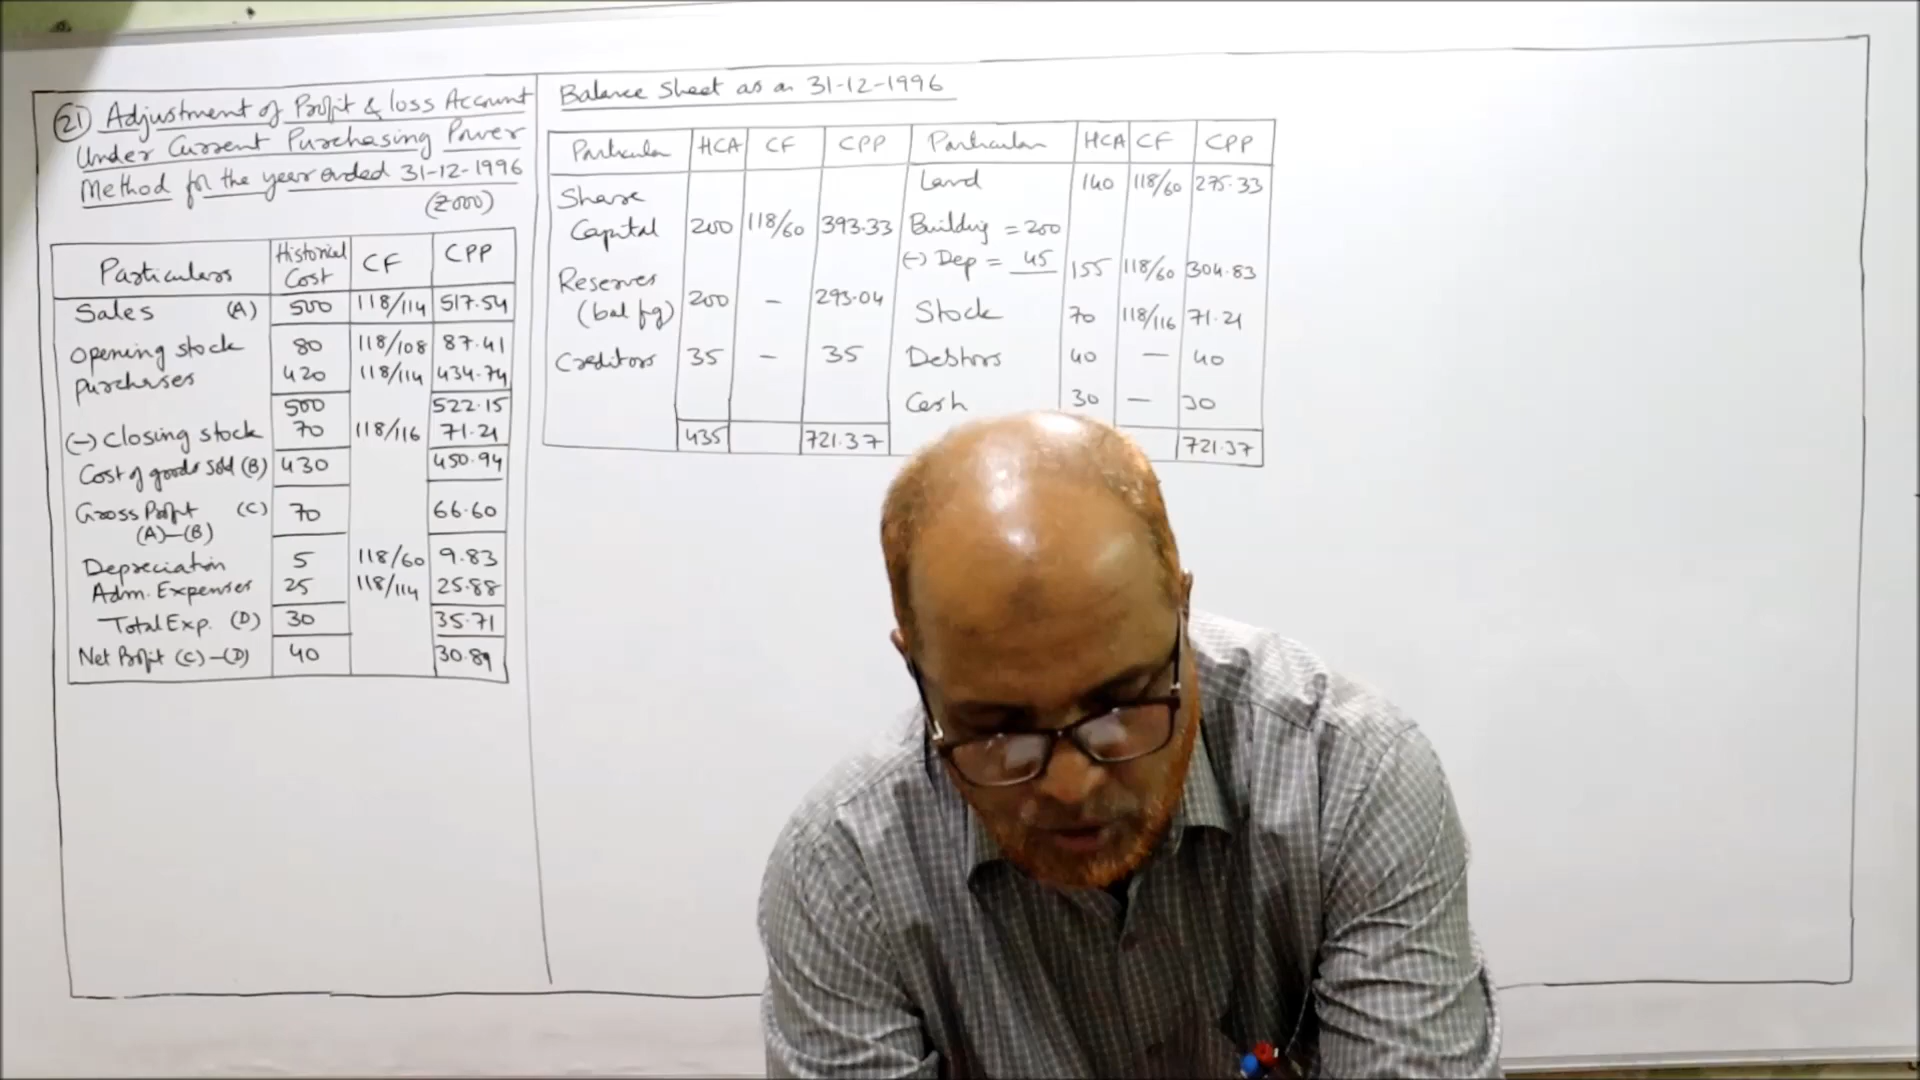 (21) Adjustment of Profit & loss Account
Under Current Purchasing Power
Method for the year ended 31-12-1996
(₹000)
Particulars Historical Cost CF CPP
Sales (A) 500 118/114 517.54
Opening stock 80 118/108 87.41
Purchases 420 118/114 434.74
500 522.15
(-) Closing stock 70 118/116 71.21
Cost of goods sold (B) 430 450.94
Gross Profit (C) 70 66.60
(A)-(B)
Depreciation 5 118/60 9.83
Adm. Expenses 25 118/114 25.88
Total Exp. (D) 30 35.71
Net Profit (C)-(D) 40 30.89
Balance Sheet as on 31-12-1996
Particular HCA CF CPP Particular HCA CF CPP
Land 140 118/60 275.33
Share
Capital 200 118/60 393.33 Building = 200
(-) Dep = 45 155 118/60 304.83
Reserves
(bal fig) 200 - 293.04 Stock 70 118/116 71.21
Creditors 35 - 35 Debtors 40 - 40
Cash 30 - 30
435 721.37 721.37